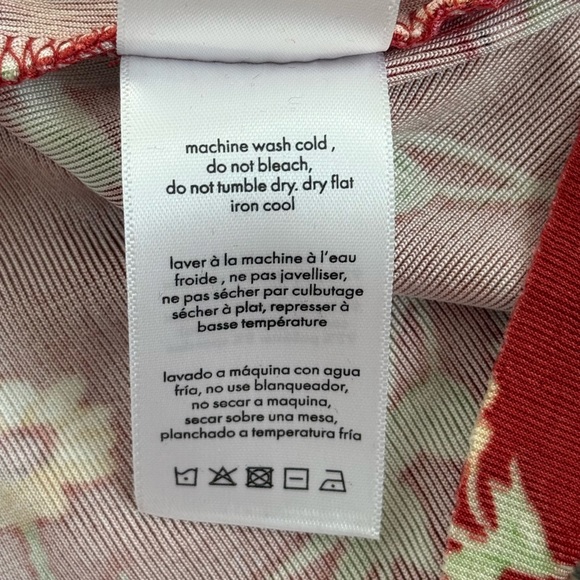 machine wash cold ,
do not bleach,
do not tumble dry. dry flat
iron cool
laver à la machine à l'eau
froide , ne pas javelliser,
ne pas sécher par culbutage
sécher à plat, represser à
basse température
lavado a máquina con agua
fría, no use blanqueador,
no secar a maquina,
secar sobre una mesa,
planchado a temperatura fría